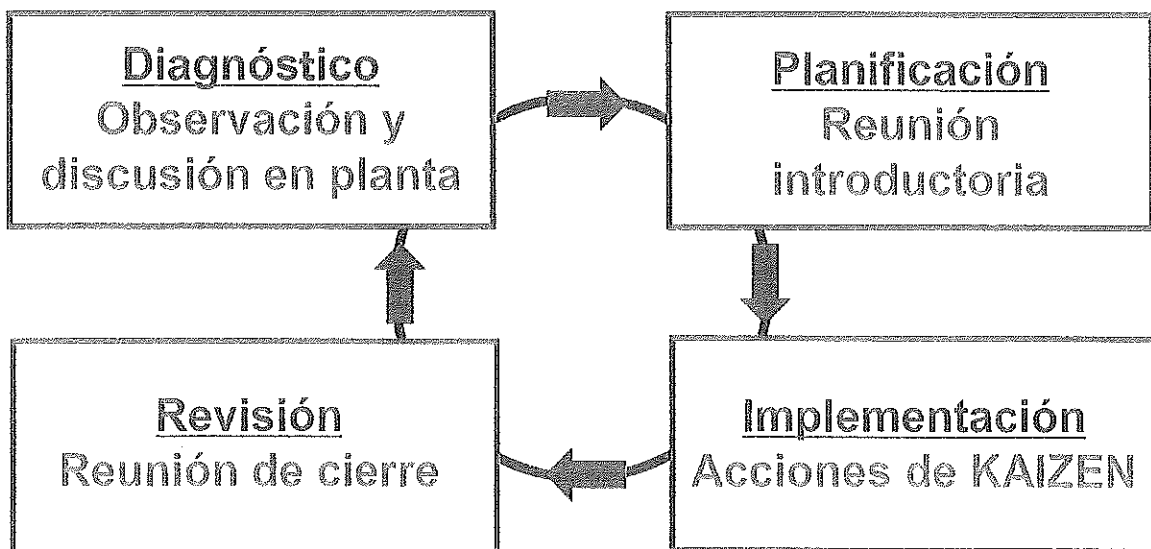 Diagnóstico
Observación y
discusión en planta
Planificación
Reunión
introductoria
Revisión
Reunión de cierre
Implementación
Acciones de KAIZEN